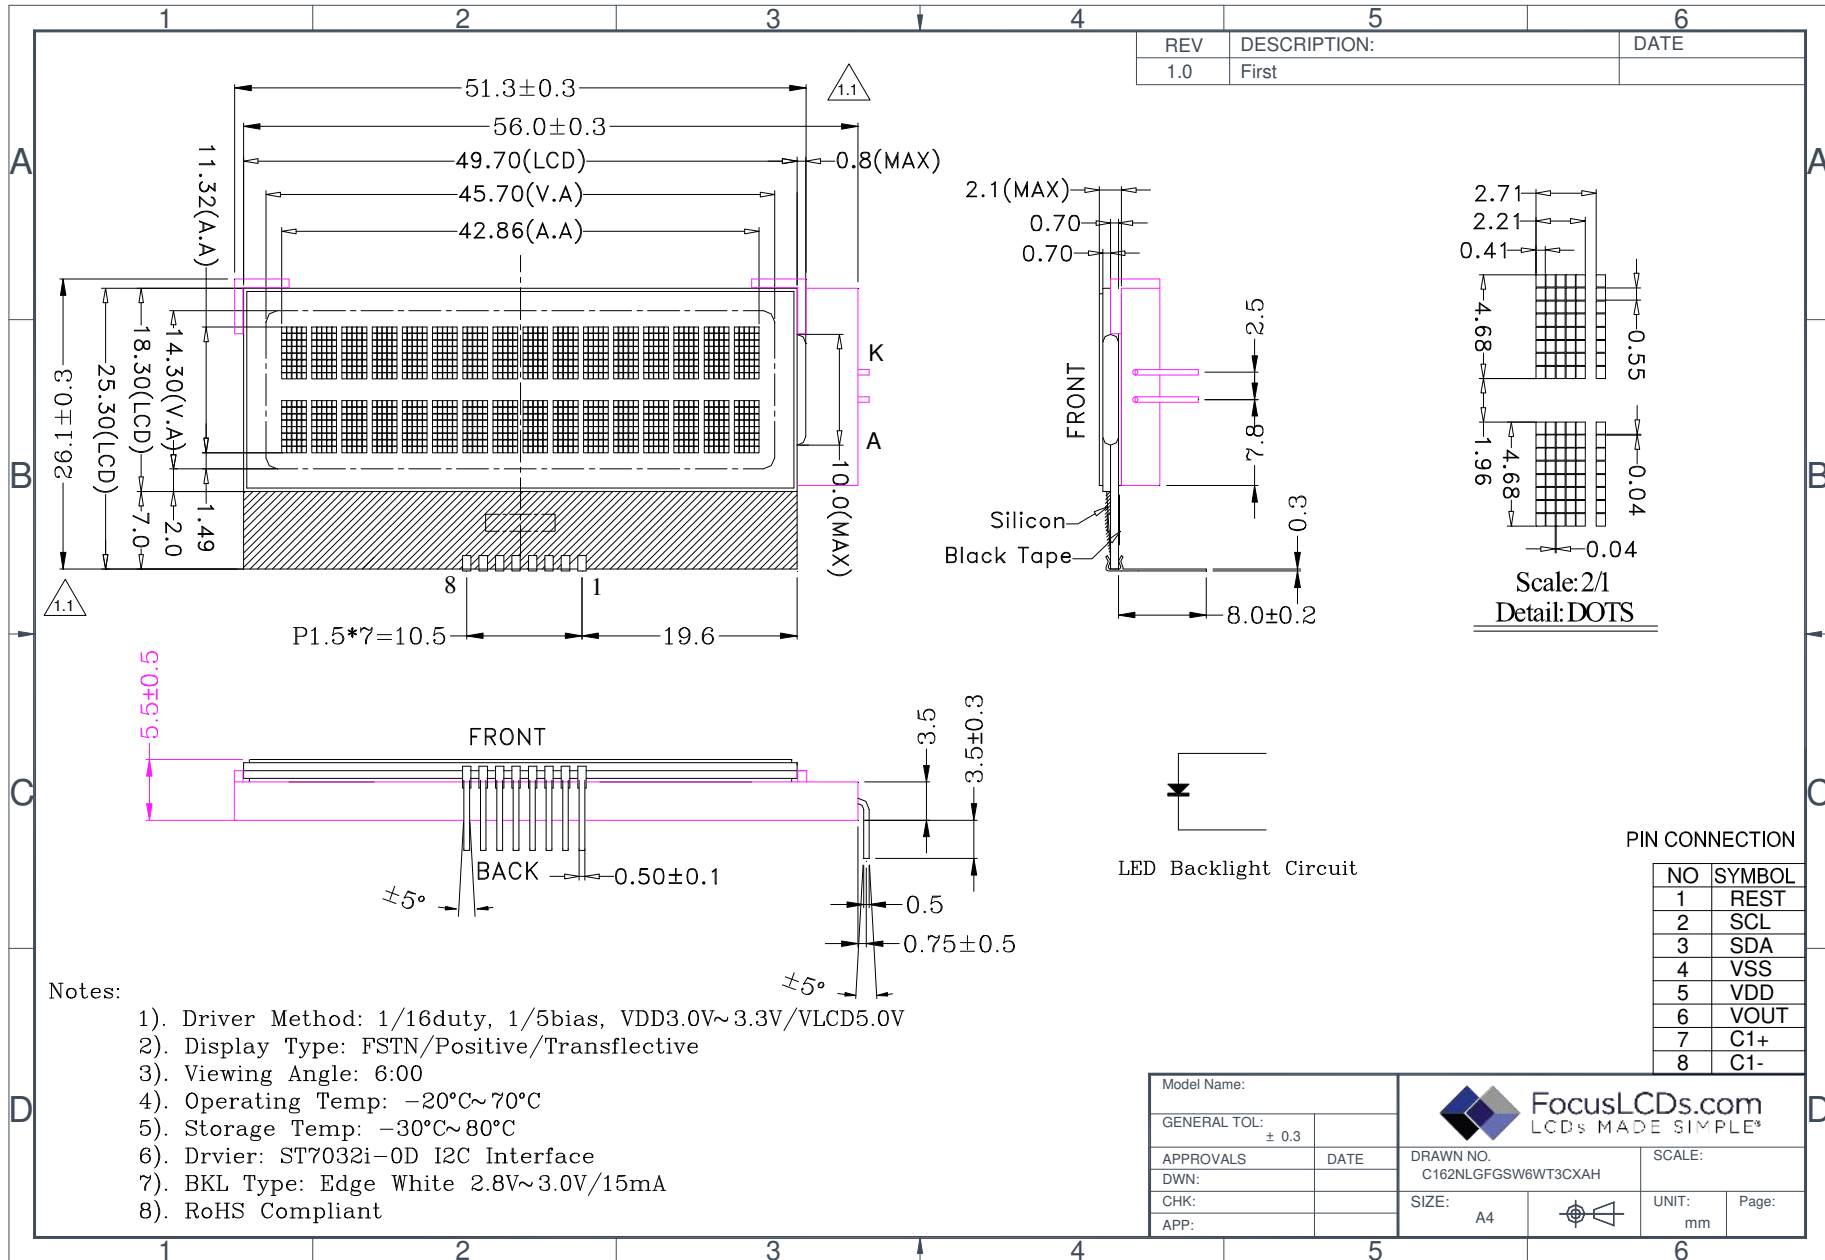 1 2 3 4 5 6
REV DESCRIPTION: DATE
1.0 First
A A
B B
C C
D D
51.3±0.3
1.1
56.0±0.3
49.70(LCD)
0.8(MAX)
45.70(V.A)
42.86(A.A)
11.32(A.A)
29.1±0.3
25.30(LCD)
18.30(LCD)
14.30(V.A)
7.0
2.0
1.49
10.0(MAX)
K
A
8
1
1.1
P1.5*7=10.5
19.6
2.1(MAX)
0.70
0.70
FRONT
2.5
7.8
Silicon
Black Tape
0.3
8.0±0.2
2.71
2.21
0.41
4.68
0.55
1.96
4.68
0.04
0.04
Scale:2/1
Detail:DOTS
5.5±0.5
FRONT
BACK
±5°
0.50±0.1
3.5
3.5±0.3
0.5
0.75±0.5
±5°
LED Backlight Circuit
PIN CONNECTION
NO SYMBOL
1 REST
2 SCL
3 SDA
4 VSS
5 VDD
6 VOUT
7 C1+
8 C1-
Notes:
1). Driver Method: 1/16duty, 1/5bias, VDD3.0V~3.3V/VLCD5.0V
2). Display Type: FSTN/Positive/Transflective
3). Viewing Angle: 6:00
4). Operating Temp: -20°C~70°C
5). Storage Temp: -30°C~80°C
6). Drvier: ST7032i-0D I2C Interface
7). BKL Type: Edge White 2.8V~3.0V/15mA
8). RoHS Compliant
Model Name:
GENERAL TOL:
± 0.3
APPROVALS DATE
DWN:
CHK:
APP:
FocusLCDs.com
LCDs MADE SIMPLE®
DRAWN NO.
C162NLGFGSW6WT3CXAH
SCALE:
SIZE:
A4
UNIT:
mm
Page:
1 2 3 4 5 6